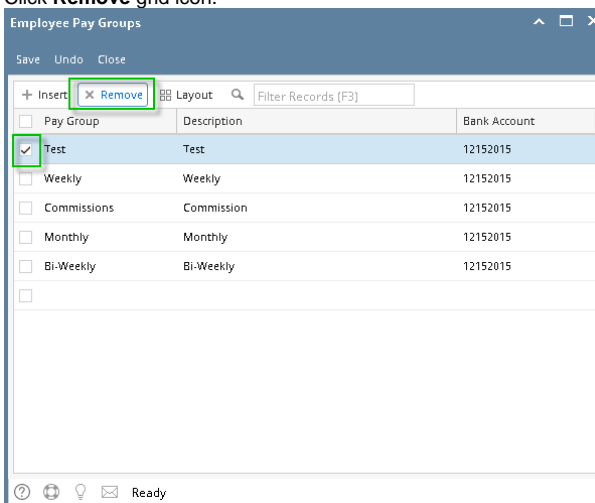 Click Remove grid icon.
Employee Pay Groups
Save Undo Close
Insert Remove Layout Filter Records (F3)
Pay Group Description Bank Account
Test Test 12152015
Weekly Weekly 12152015
Commissions Commission 12152015
Monthly Monthly 12152015
Bi-Weekly Bi-Weekly 12152015
Ready